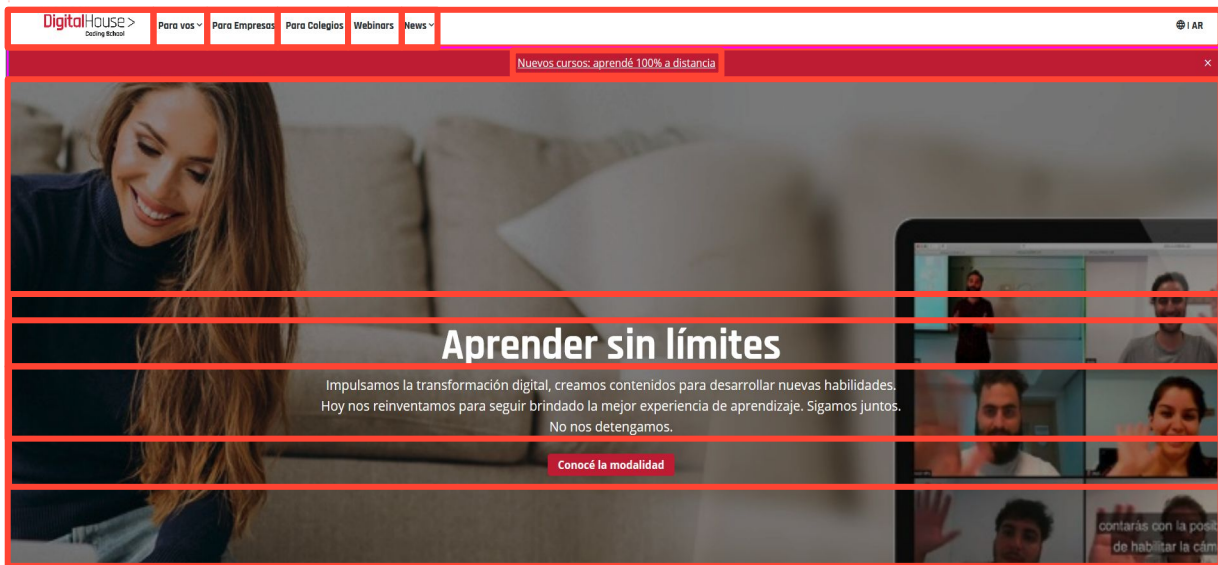 DigitalHouse >
Coding School
Para vos Para Empresas Para Colegios Webinars News | AR
Nuevos cursos: aprendé 100% a distancia ×
Aprender sin límites
Impulsamos la transformación digital, creamos contenidos para desarrollar nuevas habilidades.
Hoy nos reinventamos para seguir brindado la mejor experiencia de aprendizaje. Sigamos juntos.
No nos detengamos.
Conocé la modalidad
contarás con la
de habilitar la